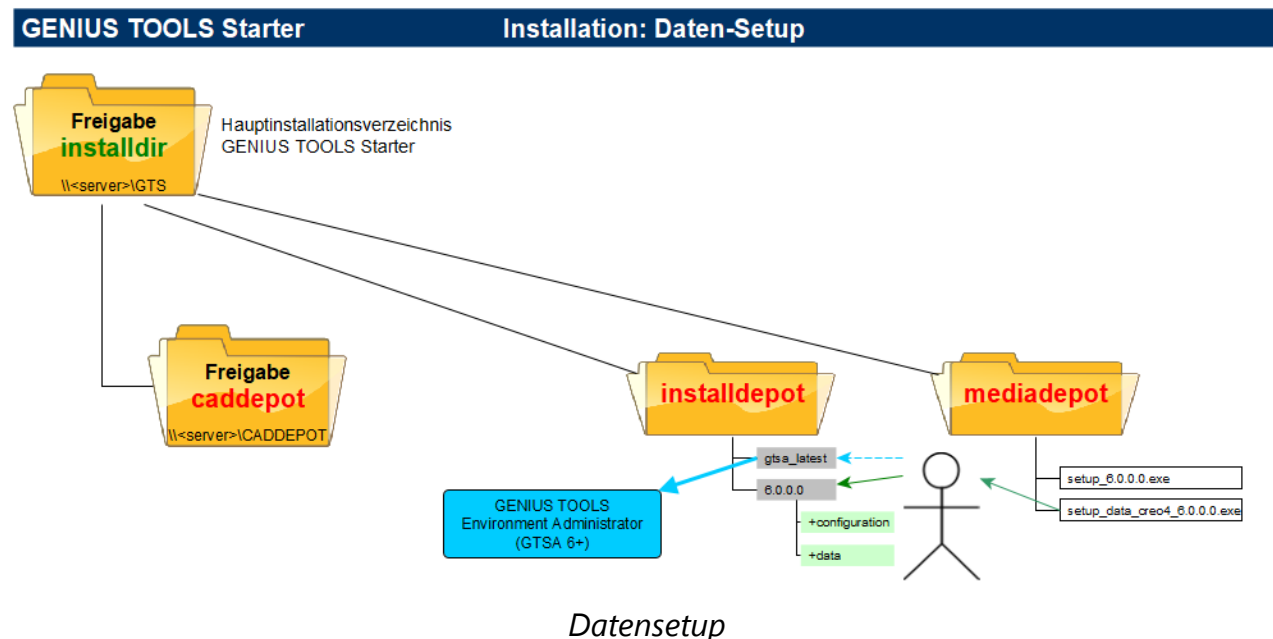 GENIUS TOOLS Starter Installation: Daten-Setup
Freigabe
installdir
\\<server>\GTS
Hauptinstallationsverzeichnis
GENIUS TOOLS Starter
Freigabe
caddepot
\\<server>\CADDEPOT
installdepot
mediadepot
gtsa_latest
6.0.0.0
+configuration
+data
GENIUS TOOLS
Environment Administrator
(GTSA 6+)
setup_6.0.0.0.exe
setup_data_creo4_6.0.0.0.exe
Datensetup